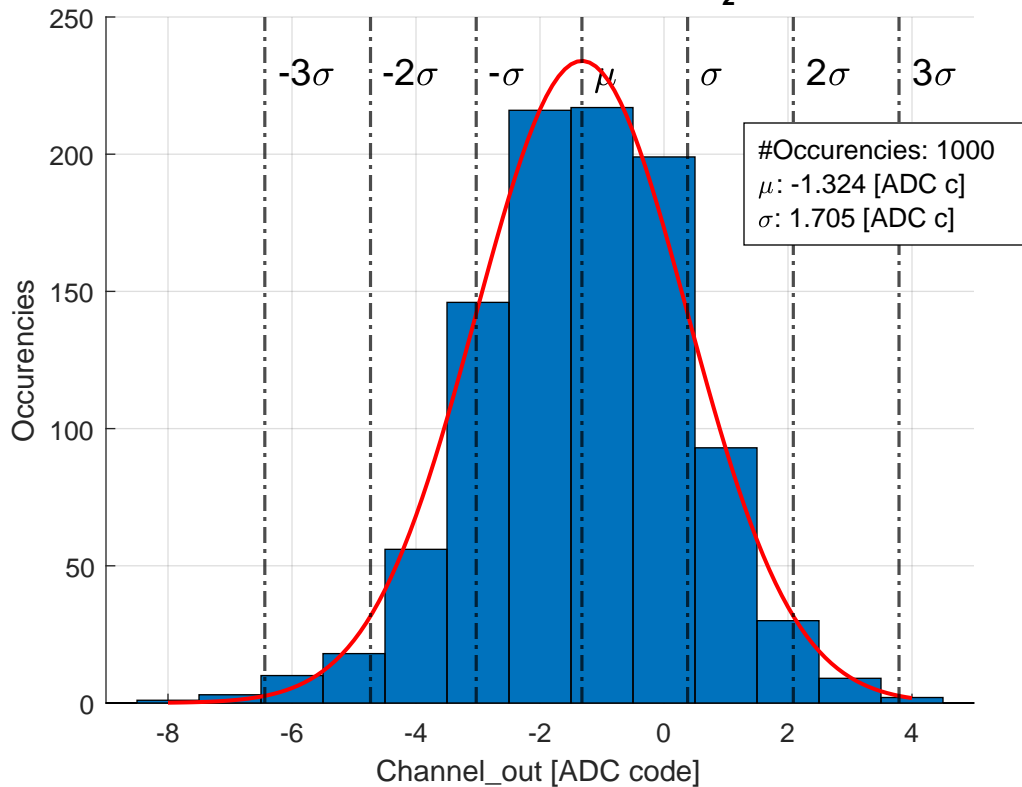 2
250
200
150
100
50
0
-3σ -2σ -σ μ σ 2σ 3σ
#Occurencies: 1000
μ: -1.324 [ADC c]
σ: 1.705 [ADC c]
Occurencies
-8 -6 -4 -2 0 2 4
Channel_out [ADC code]